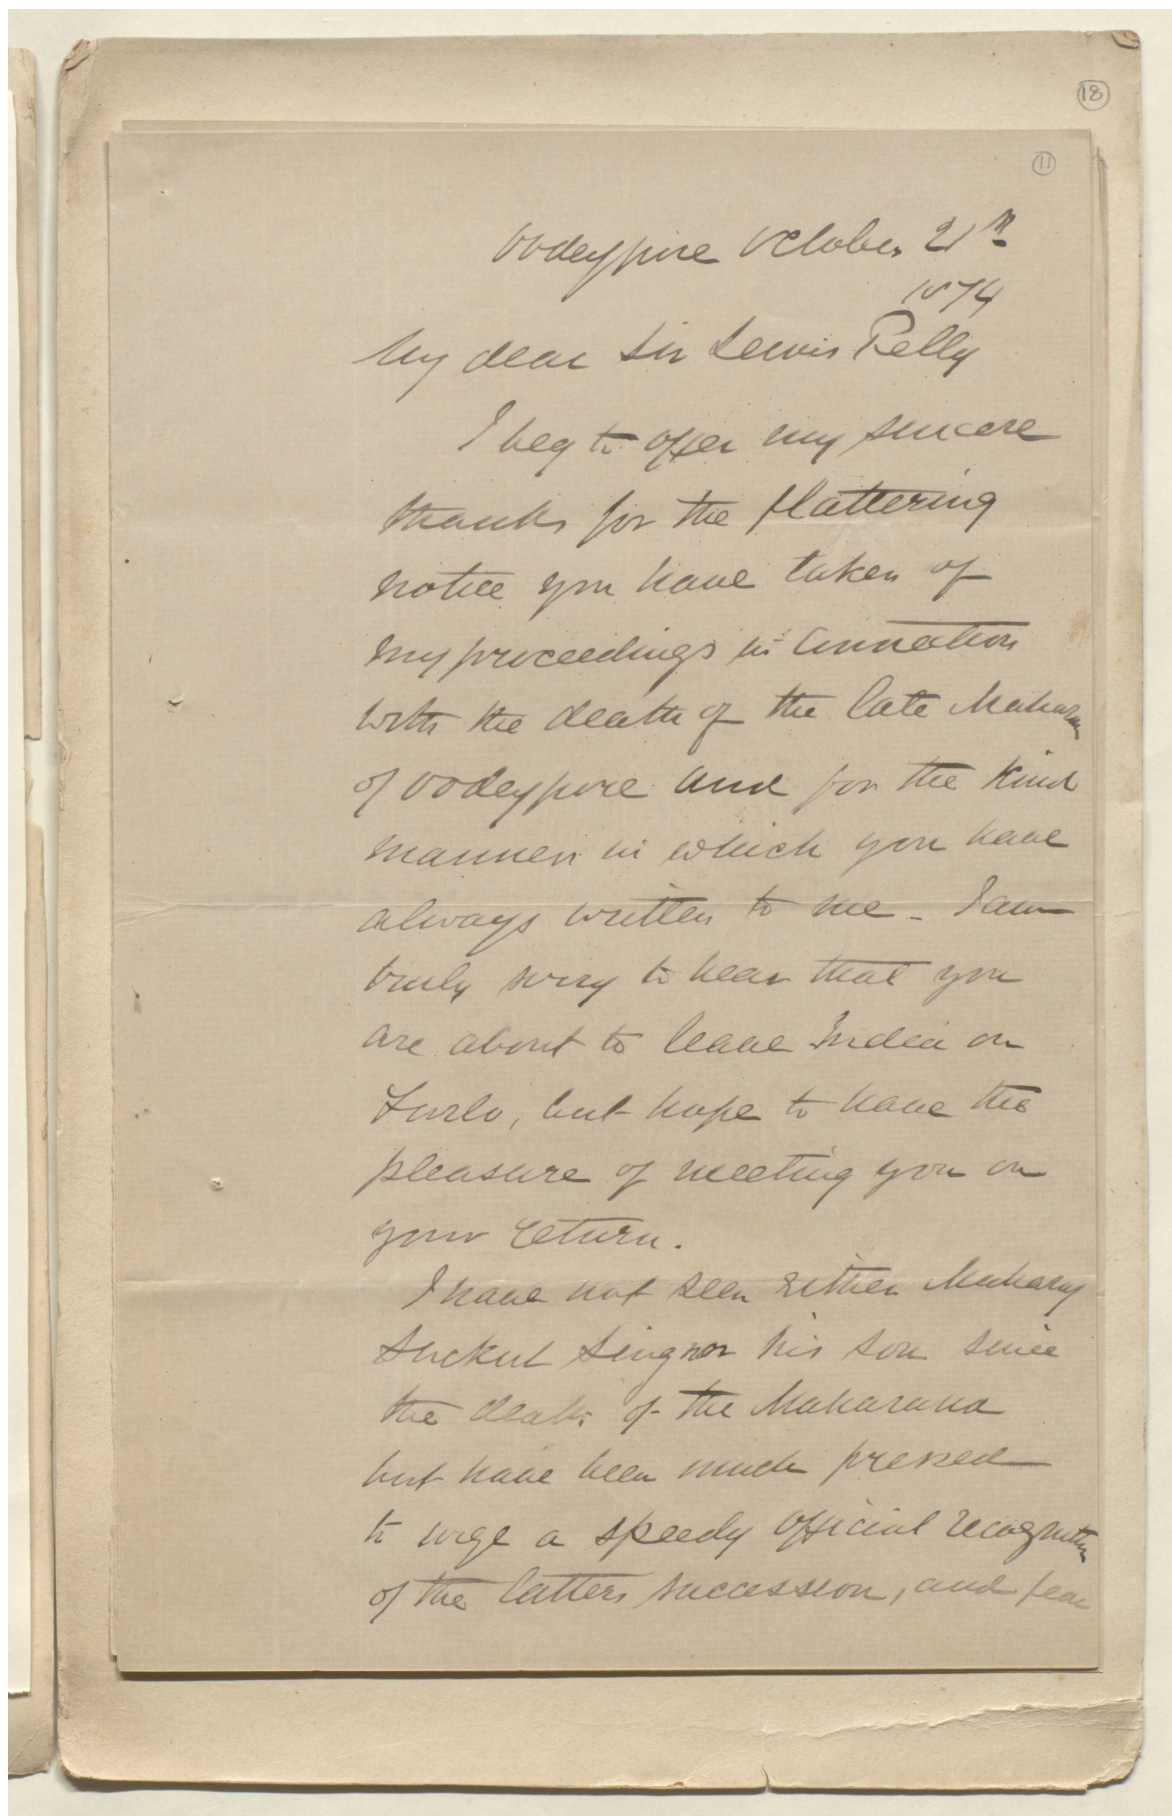 18
11
Oodeypore October 21st
1874
My dear Sir Lewis Pelly
I beg to offer my sincere
thanks for the flattering
notice you have taken of
my proceedings in connection
with the death of the late Maharana
of Oodeypore and for the kind
manner in which you have
always written to me – I am
truly sorry to hear that you
are about to leave India on
Furlo, but hope to have the
pleasure of meeting you on
your return.
I have not seen either Maharaj
Suckut Sing nor his son since
the death of the Maharana
but have been much pressed
to urge a speedy official recognition
of the latters succession, and fear